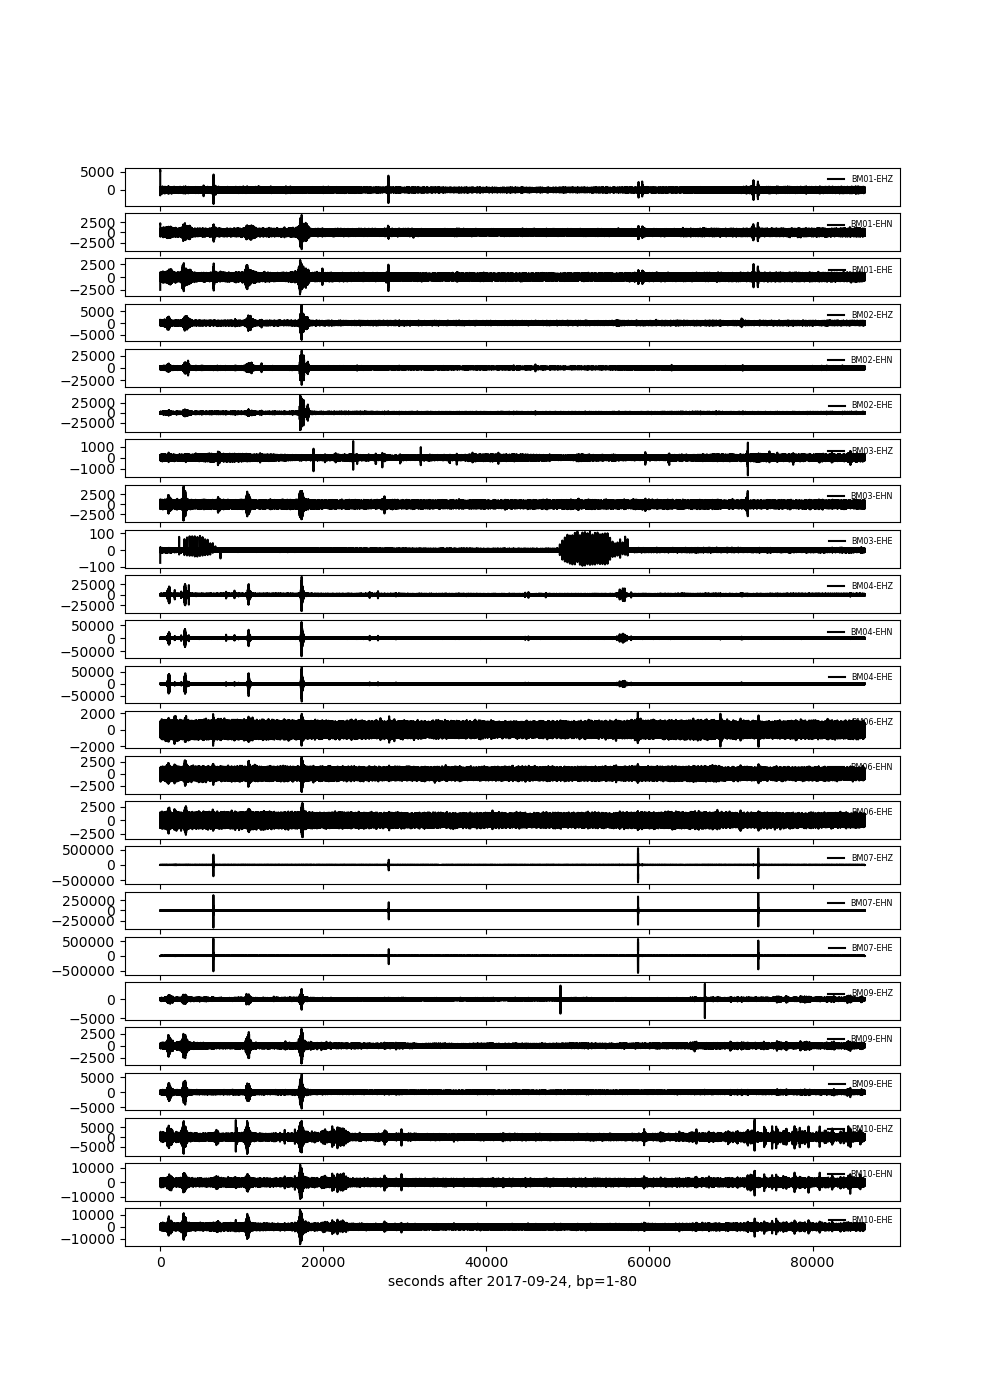 5000
0
BM01-EHZ
2500
0
−2500
BM01-EHN
2500
0
−2500
BM01-EHE
5000
0
−5000
BM02-EHZ
25000
0
−25000
BM02-EHN
25000
0
−25000
BM02-EHE
1000
0
−1000
BM03-EHZ
2500
0
−2500
BM03-EHN
100
0
−100
BM03-EHE
25000
0
−25000
BM04-EHZ
50000
0
−50000
BM04-EHN
50000
0
−50000
BM04-EHE
2000
0
−2000
BM06-EHZ
2500
0
−2500
BM06-EHN
2500
0
−2500
BM06-EHE
500000
0
−500000
BM07-EHZ
250000
0
−250000
BM07-EHN
500000
0
−500000
BM07-EHE
0
−5000
BM09-EHZ
2500
0
−2500
BM09-EHN
5000
0
−5000
BM09-EHE
5000
0
−5000
BM10-EHZ
10000
0
−10000
BM10-EHN
10000
0
−10000
BM10-EHE
0 20000 40000 60000 80000
seconds after 2017-09-24, bp=1-80